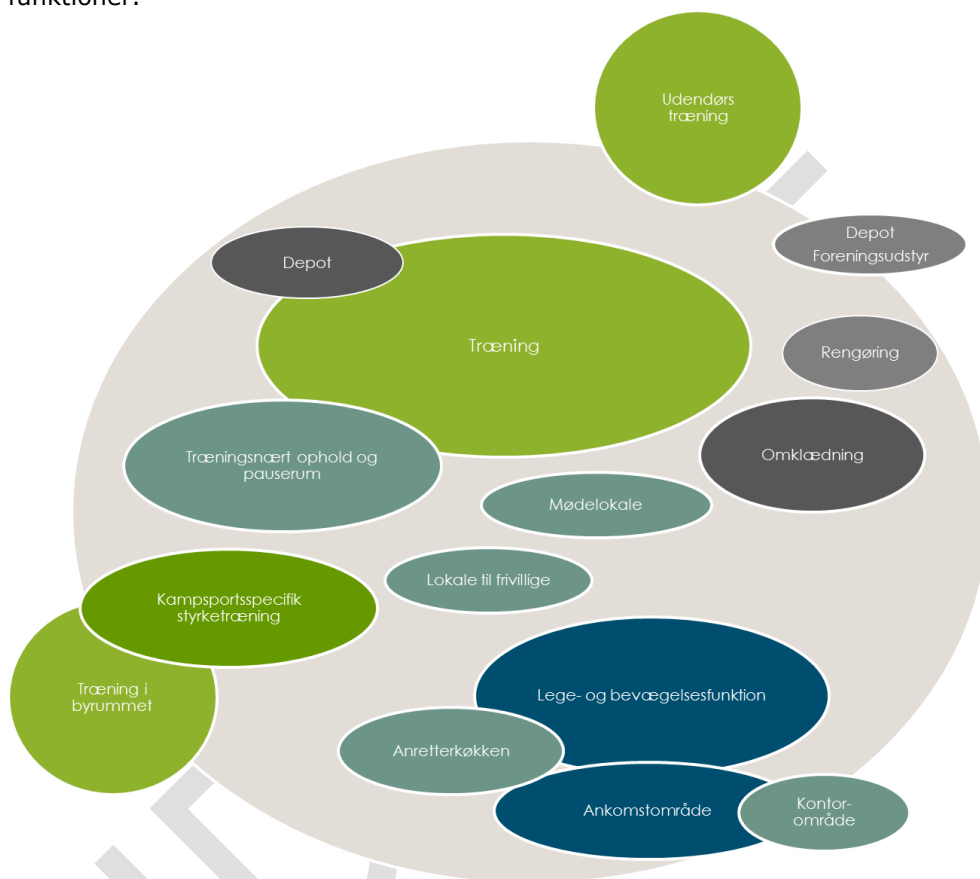 funktioner.
Udendørs
træning
Depot
Foreningsudstyr
Depot
Træning
Rengøring
Træningsnært ophold og
pauserum
Omklædning
Mødelokale
Lokale til frivillige
Kampsportsspecifik
styrketræning
Træning i
byrummet
Lege- og bevægelsesfunktion
Anretterkøkken
Ankomstområde
Kontor-
område